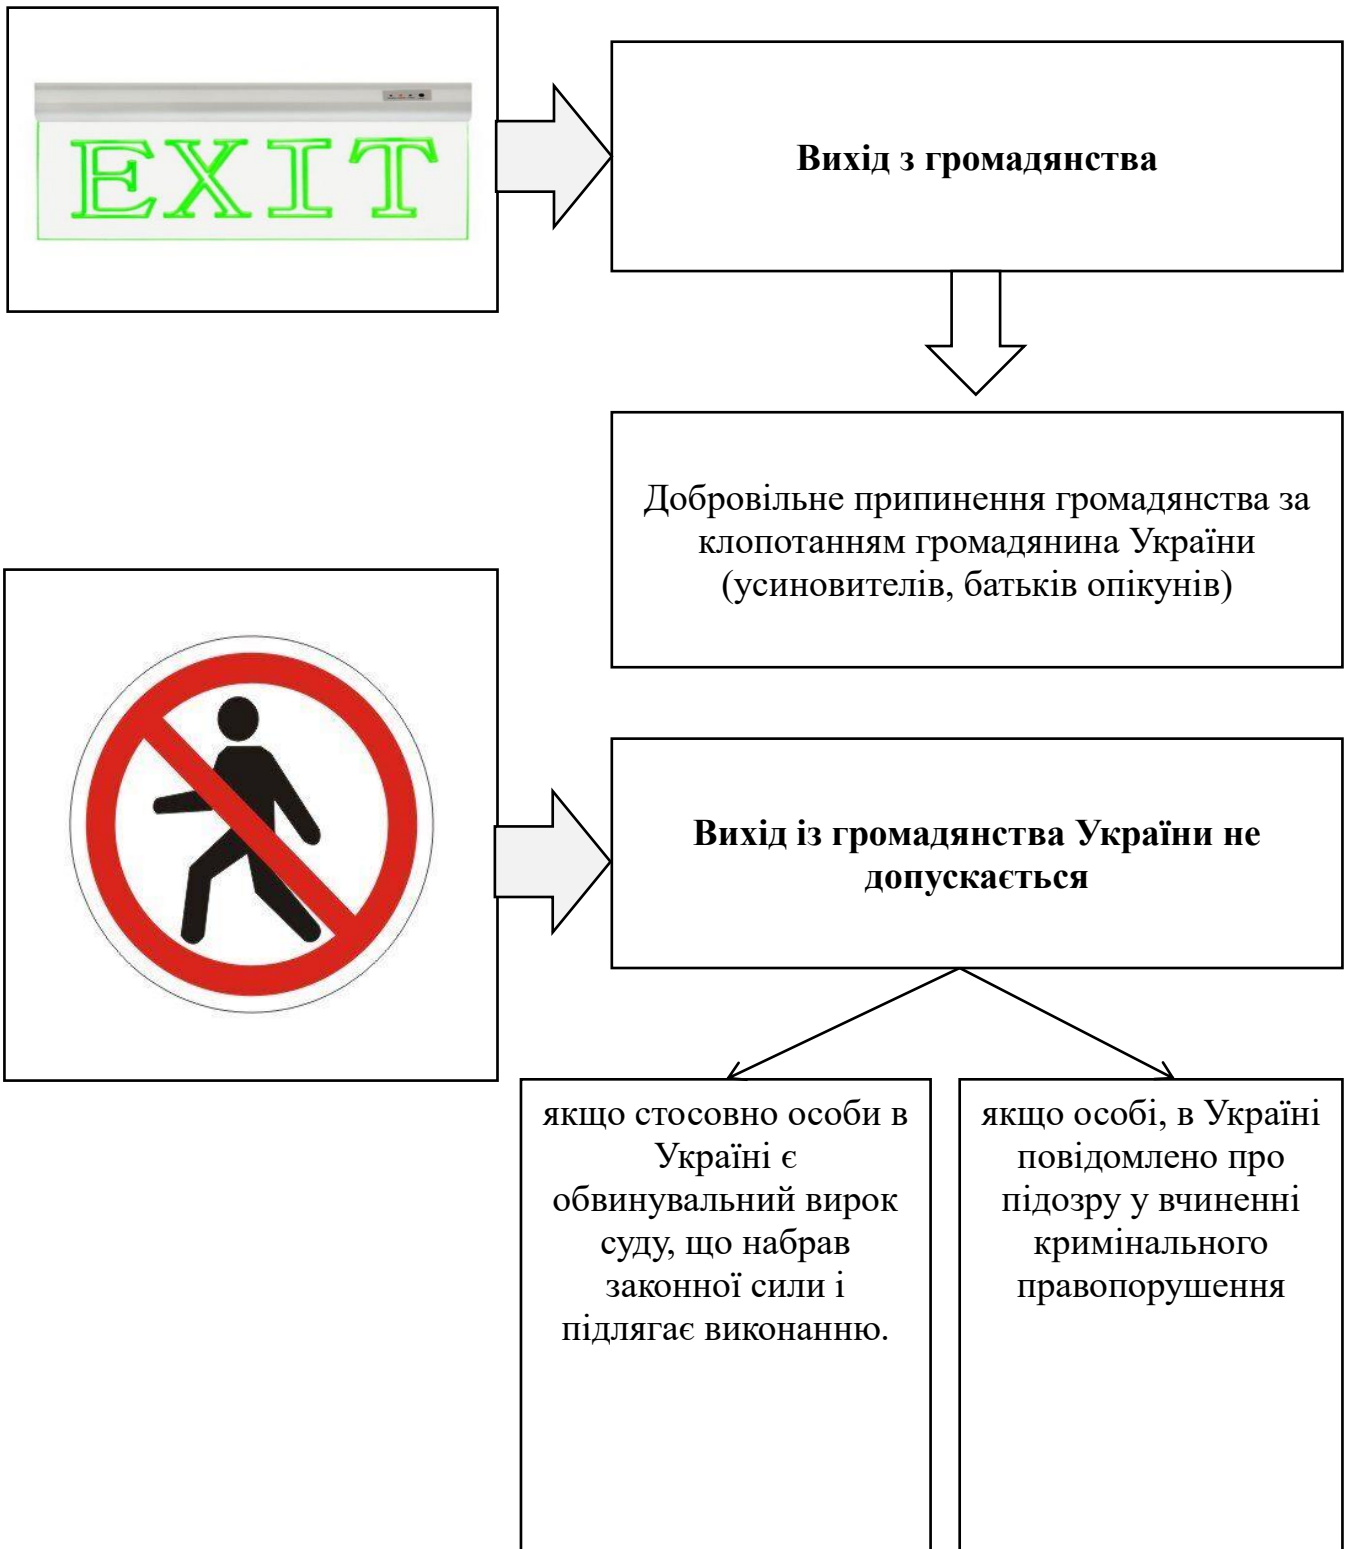 EXIT
Вихід з громадянства
Добровільне припинення громадянства за
клопотанням громадянина України
(усиновителів, батьків опікунів)
Вихід із громадянства України не
допускається
якщо стосовно особи в
Україні є
обвинувальний вирок
суду, що набрав
законної сили і
підлягає виконанню.
якщо особі, в Україні
повідомлено про
підозру у вчиненні
кримінального
правопорушення